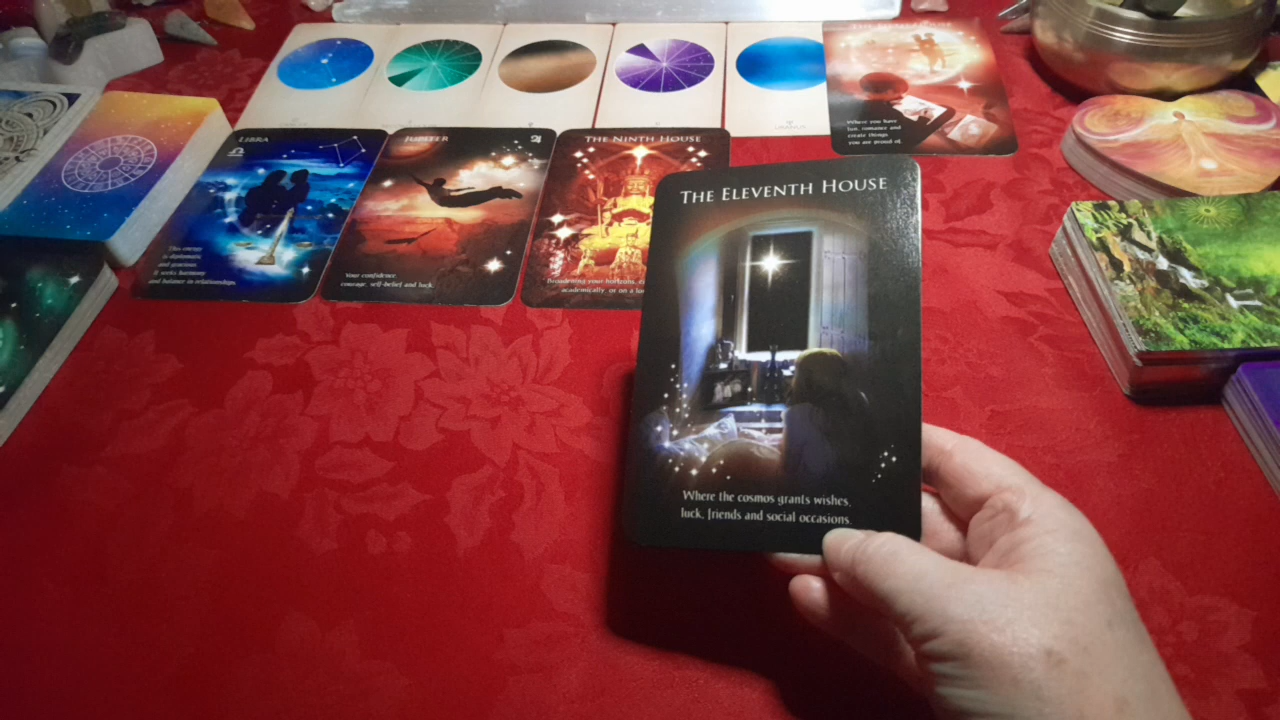 URANUS
Where you have
fun, romance and
create things
you are proud of.
LIBRA
This energy
is diplomatic
and gracious.
It seeks harmony
and balance in relationships.
JUPITER
Your confidence,
courage, self-belief and luck.
THE NINTH HOUSE
Broadening your horizons,
academically, or on a
THE ELEVENTH HOUSE
Where the cosmos grants wishes,
luck, friends and social occasions.